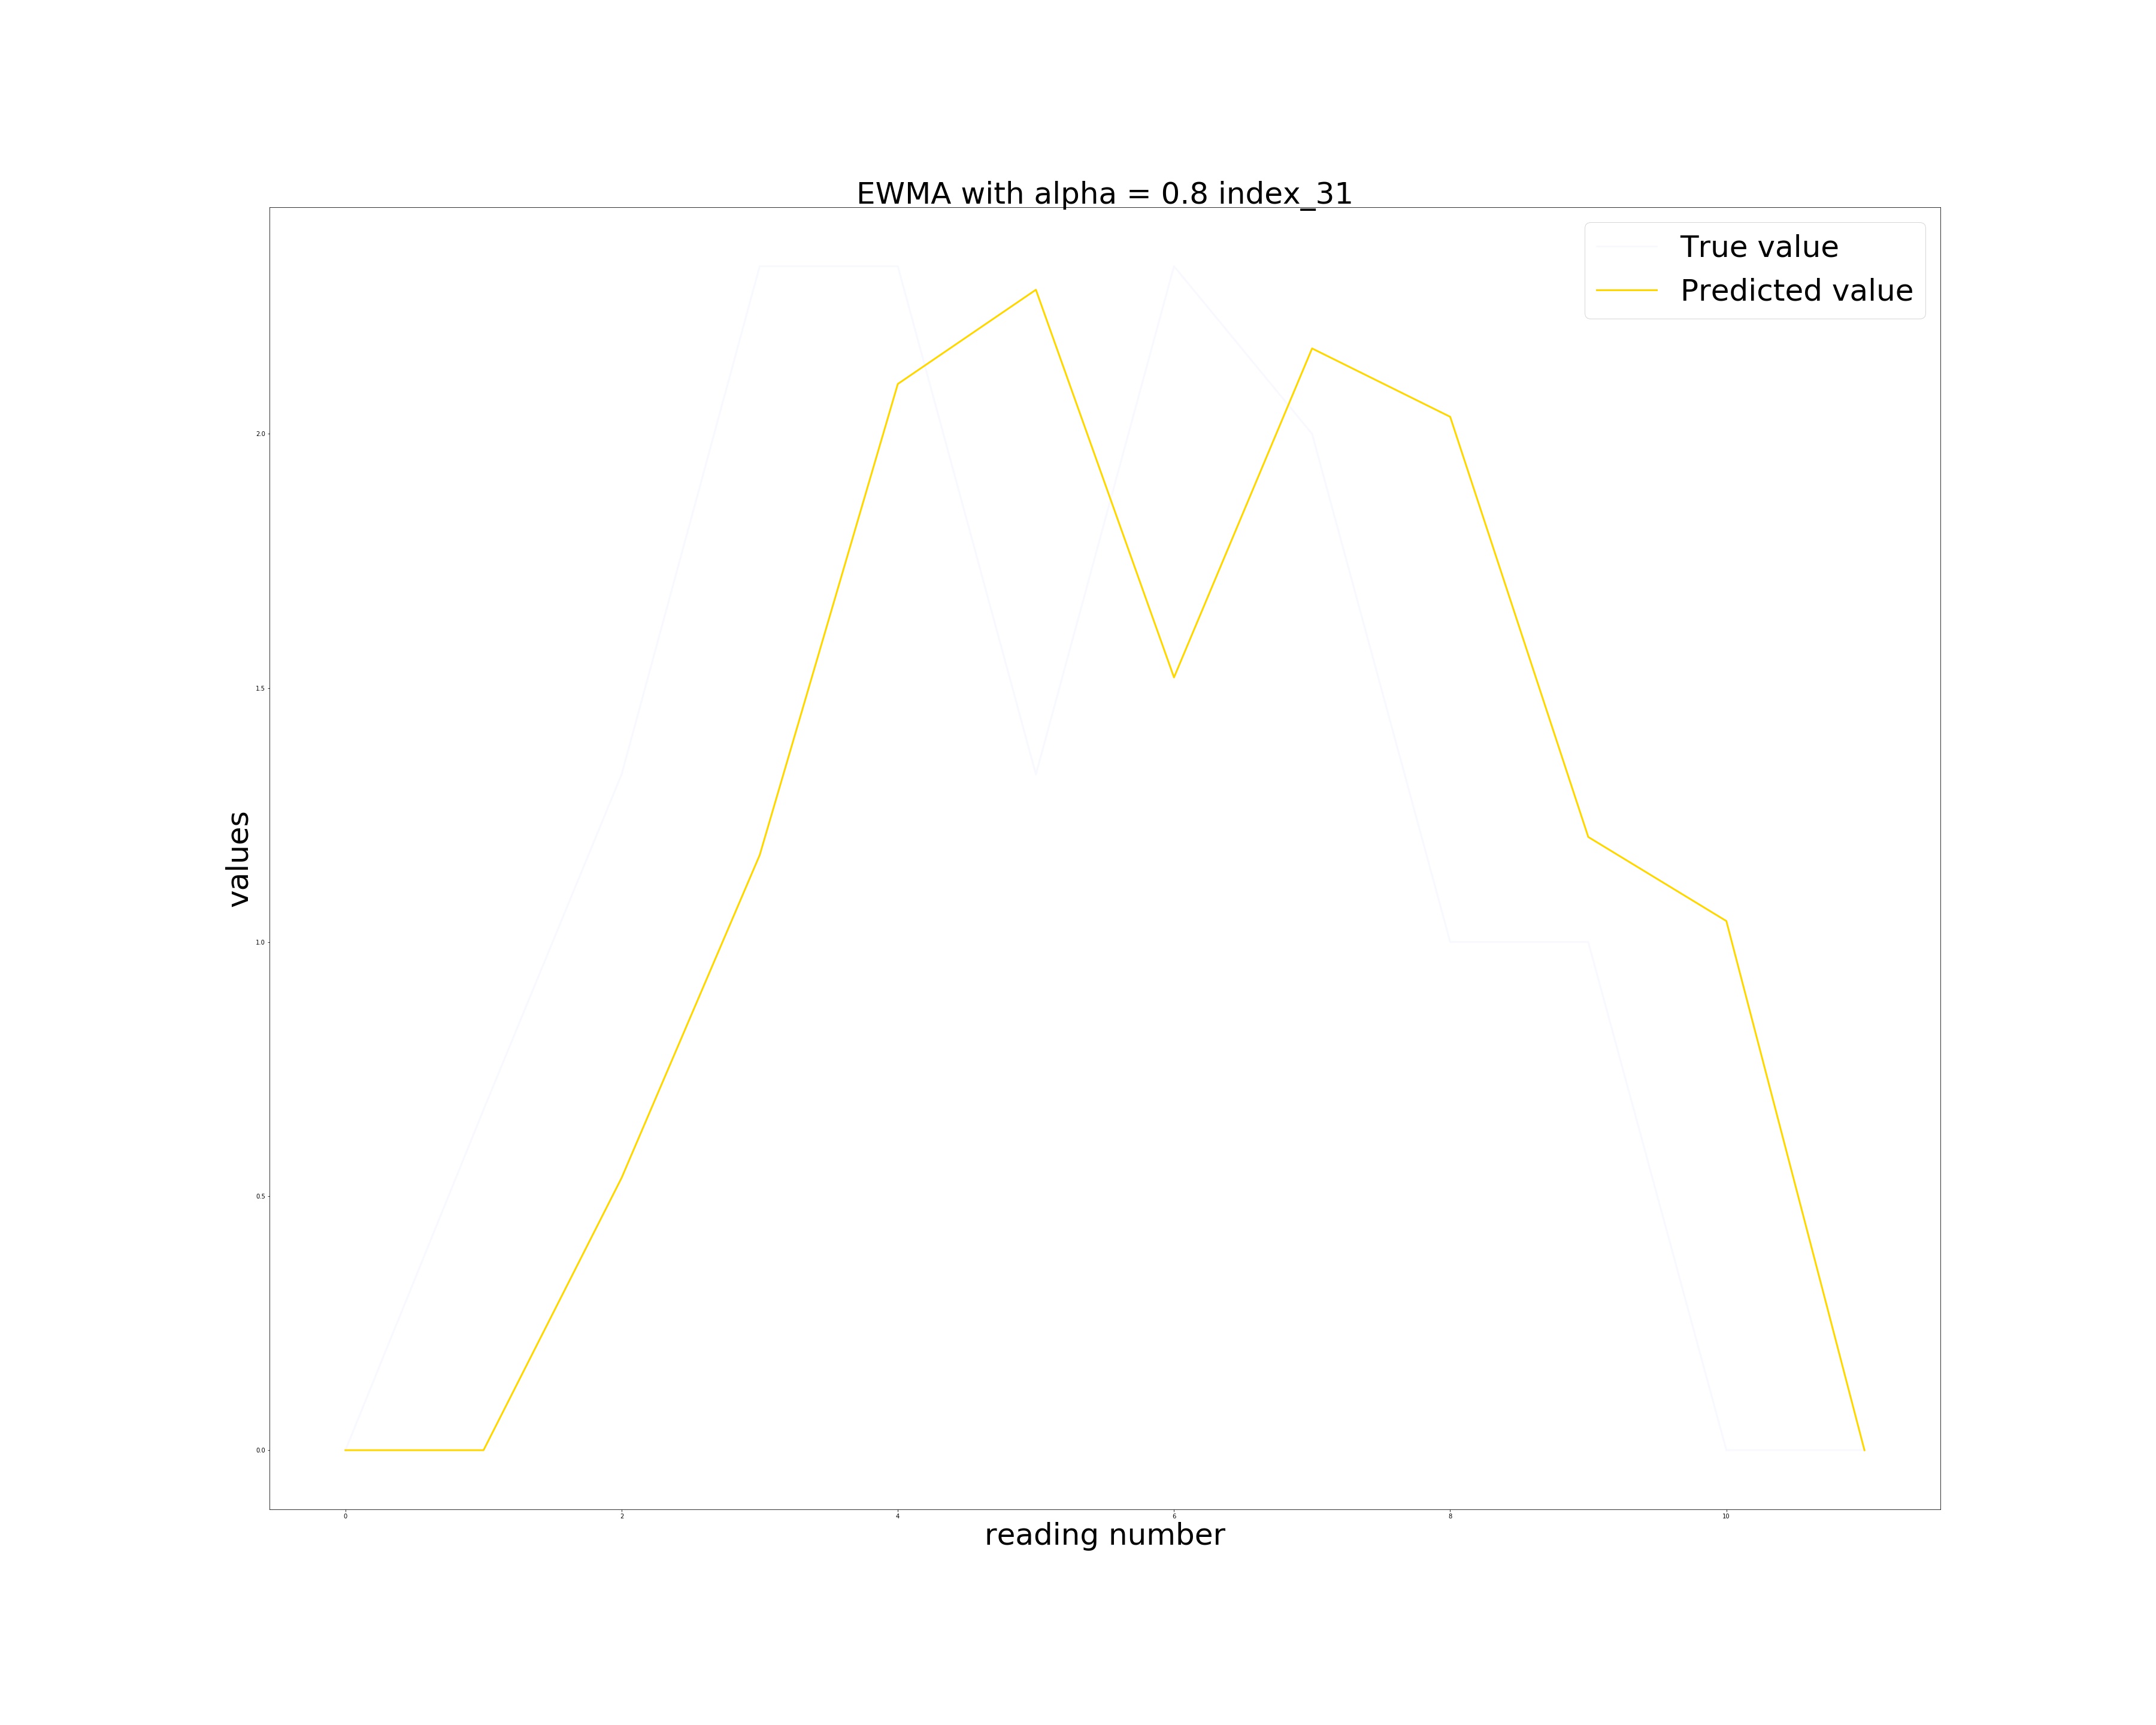 EWMA with alpha = 0.8 index_31
True value
Predicted value
values
2.0
1.5
1.0
0.5
0.0
0 2 4 6 8 10
reading number